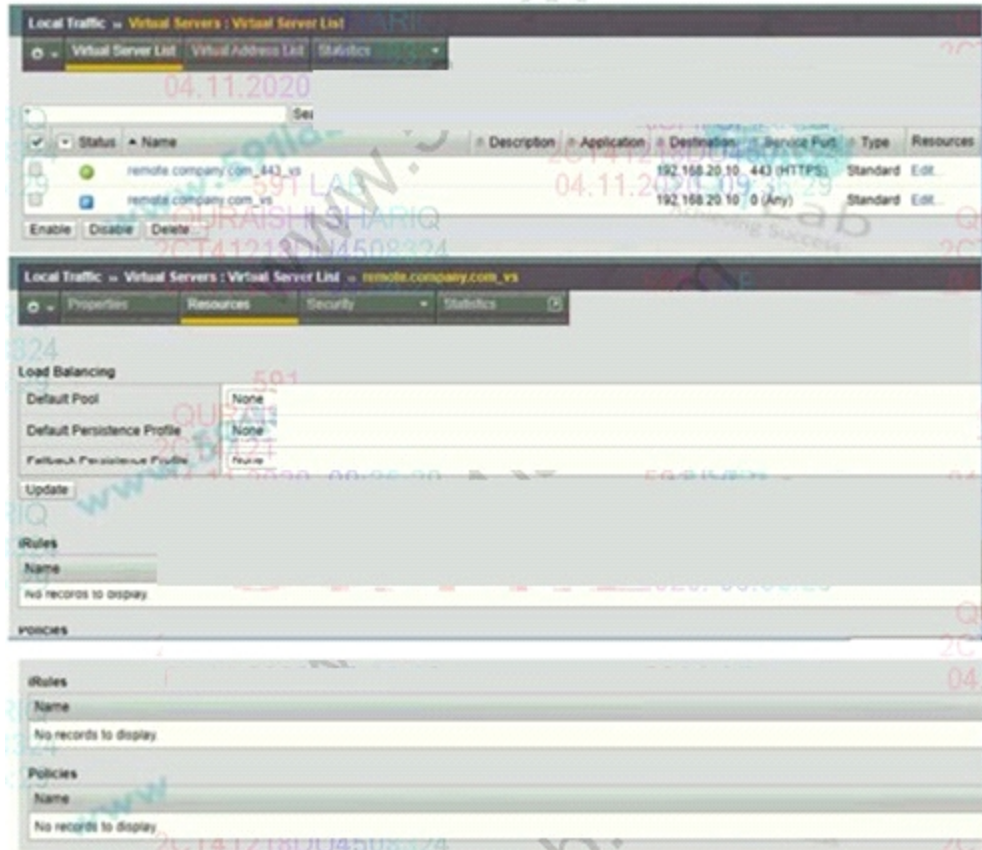 Local Traffic » Virtual Servers : Virtual Server List
Virtual Server List Virtual Address List Statistics
04.11.2020
*
Status Name Description Application Destination Service Port Type Resources
remote.company.com_443_vs 192.168.20.10 443 (HTTPS) Standard Edit...
remote.company.com_vs 192.168.20.10 0 (Any) Standard Edit...
Enable Disable Delete...
Local Traffic » Virtual Servers : Virtual Server List » remote.company.com_vs
Properties Resources Security Statistics
Load Balancing
Default Pool None
Default Persistence Profile None
Fallback Persistence Profile None
Update
iRules
Name
No records to display.
Policies
iRules
Name
No records to display.
Policies
Name
No records to display.